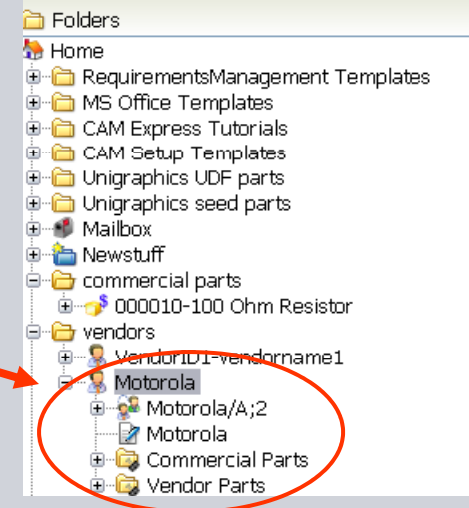 Folders
Home
RequirementsManagement Templates
MS Office Templates
CAM Express Tutorials
CAM Setup Templates
Unigraphics UDF parts
Unigraphics seed parts
Mailbox
Newstuff
commercial parts
000010-100 Ohm Resistor
vendors
VendorID1-vendorname1
Motorola
Motorola/A;2
Motorola
Commercial Parts
Vendor Parts